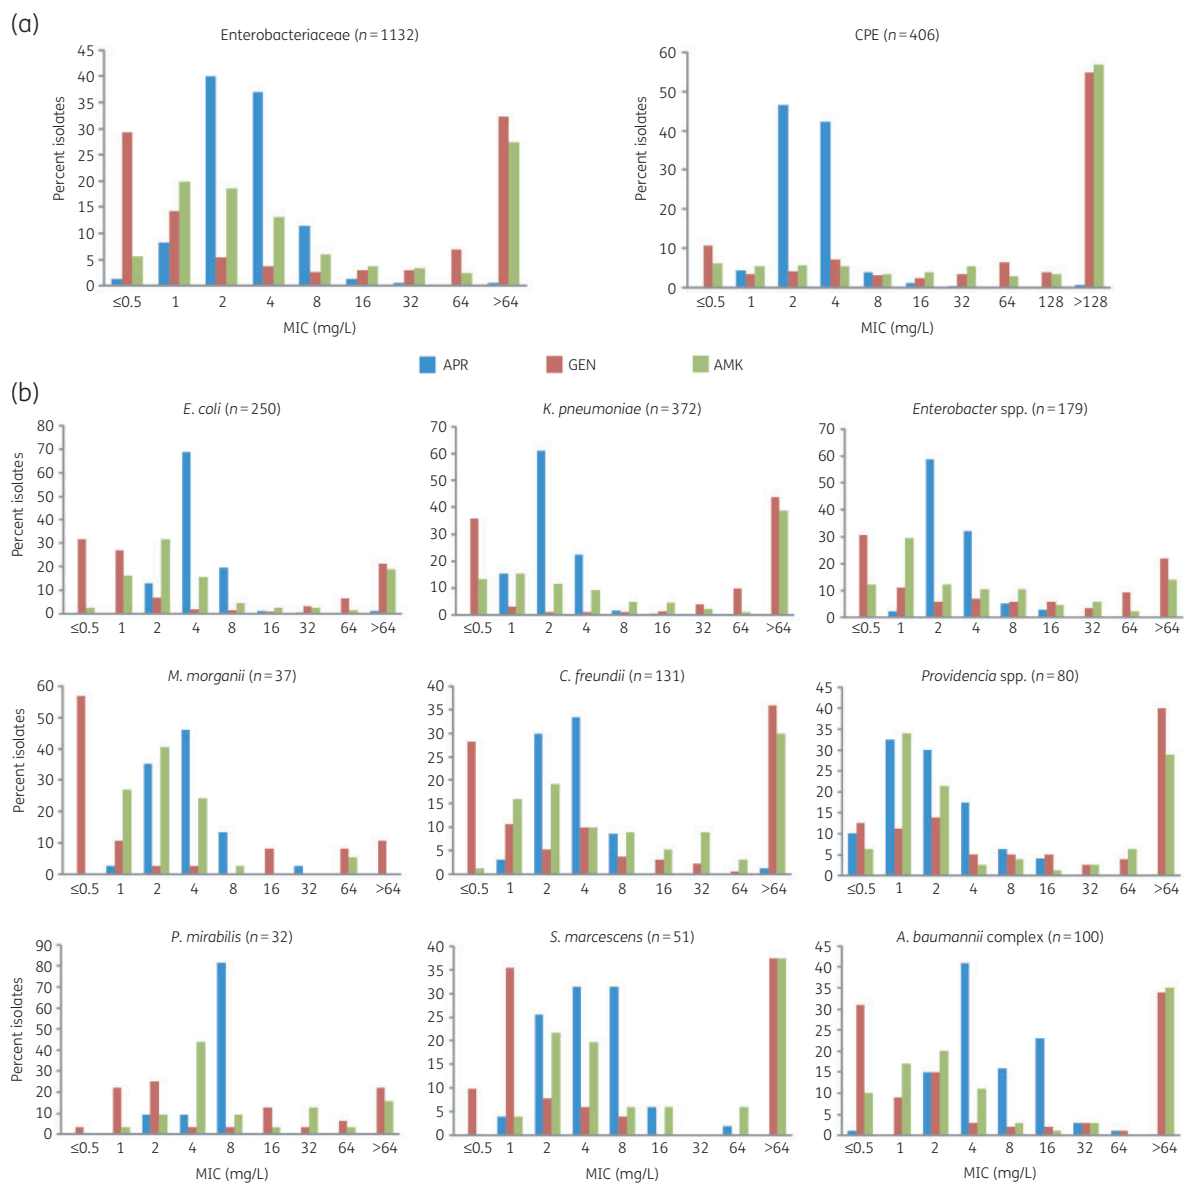 (a)
Enterobacteriaceae (n = 1132)
45
40
35
30
25
20
15
10
5
0
Percent isolates
≤0.5 1 2 4 8 16 32 64 >64
MIC (mg/L)
CPE (n = 406)
60
50
40
30
20
10
0
Percent isolates
≤0.5 1 2 4 8 16 32 64 128 >128
MIC (mg/L)
APR GEN AMK
(b)
E. coli (n = 250)
80
70
60
50
40
30
20
10
0
Percent isolates
≤0.5 1 2 4 8 16 32 64 >64
K. pneumoniae (n = 372)
70
60
50
40
30
20
10
0
≤0.5 1 2 4 8 16 32 64 >64
Enterobacter spp. (n = 179)
70
60
50
40
30
20
10
0
≤0.5 1 2 4 8 16 32 64 >64
M. morganii (n = 37)
60
50
40
30
20
10
0
Percent isolates
≤0.5 1 2 4 8 16 32 64 >64
C. freundii (n = 131)
40
35
30
25
20
15
10
5
0
≤0.5 1 2 4 8 16 32 64 >64
Providencia spp. (n = 80)
45
40
35
30
25
20
15
10
5
0
≤0.5 1 2 4 8 16 32 64 >64
P. mirabilis (n = 32)
90
80
70
60
50
40
30
20
10
0
Percent isolates
≤0.5 1 2 4 8 16 32 64 >64
MIC (mg/L)
S. marcescens (n = 51)
40
35
30
25
20
15
10
5
0
≤0.5 1 2 4 8 16 32 64 >64
MIC (mg/L)
A. baumannii complex (n = 100)
45
40
35
30
25
20
15
10
5
0
≤0.5 1 2 4 8 16 32 64 >64
MIC (mg/L)